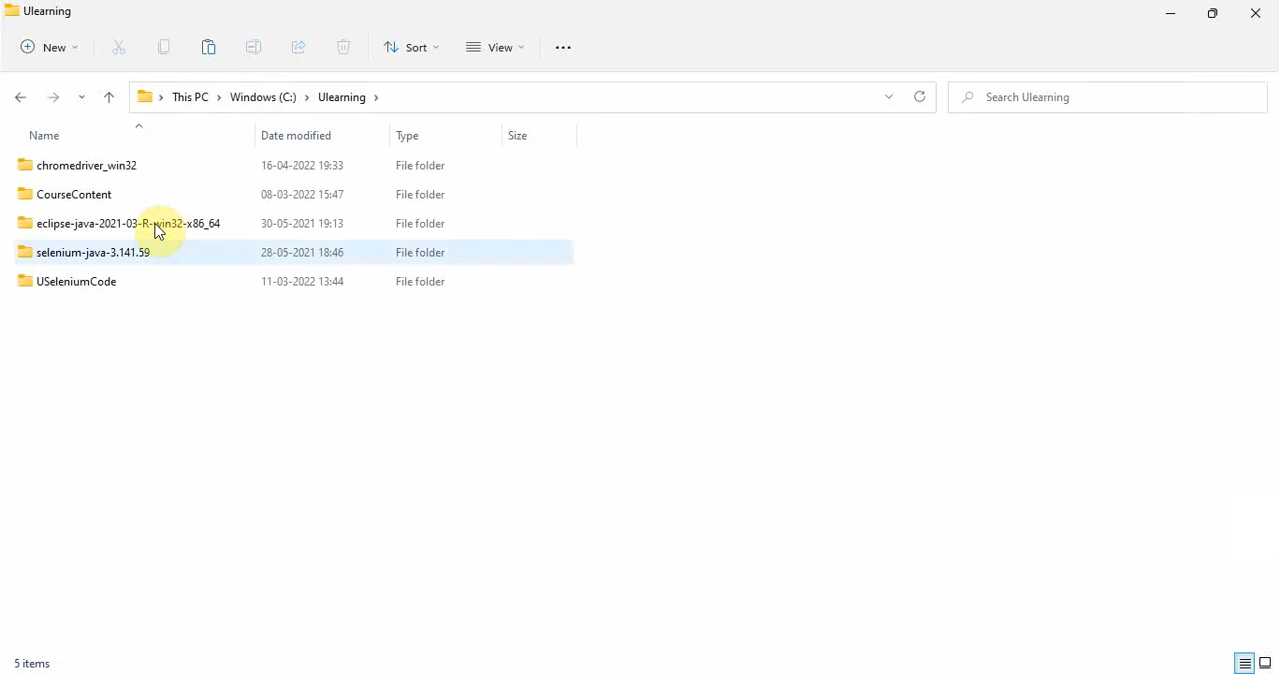 Ulearning
New Sort View
This PC Windows (C:) Ulearning Search Ulearning
Name Date modified Type Size
chromedriver_win32 16-04-2022 19:33 File folder
CourseContent 08-03-2022 15:47 File folder
eclipse-java-2021-03-R-win32-x86_64 30-05-2021 19:13 File folder
selenium-java-3.141.59 28-05-2021 18:46 File folder
USeleniumCode 11-03-2022 13:44 File folder
5 items